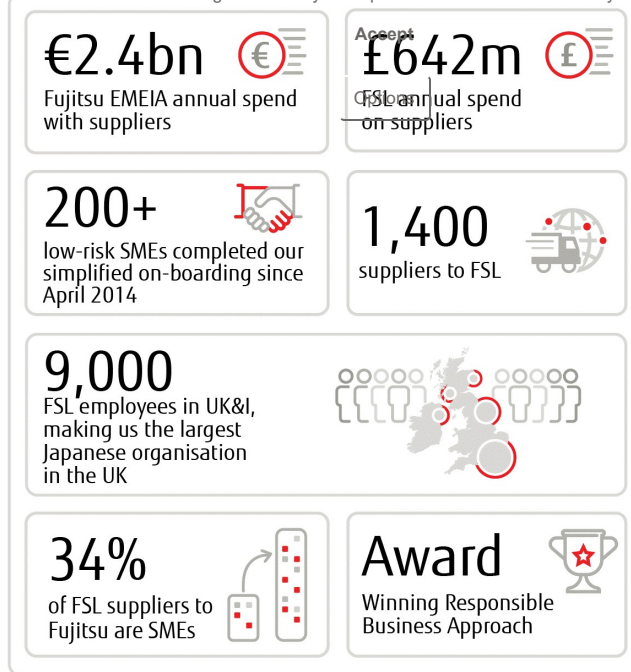 €2.4bn
Fujitsu EMEIA annual spend
with suppliers
Accept
£642m
Options
FSL annual spend
on suppliers
200+
low-risk SMEs completed our
simplified on-boarding since
April 2014
1,400
suppliers to FSL
9,000
FSL employees in UK&I,
making us the largest
Japanese organisation
in the UK
34%
of FSL suppliers to
Fujitsu are SMEs
Award
Winning Responsible
Business Approach